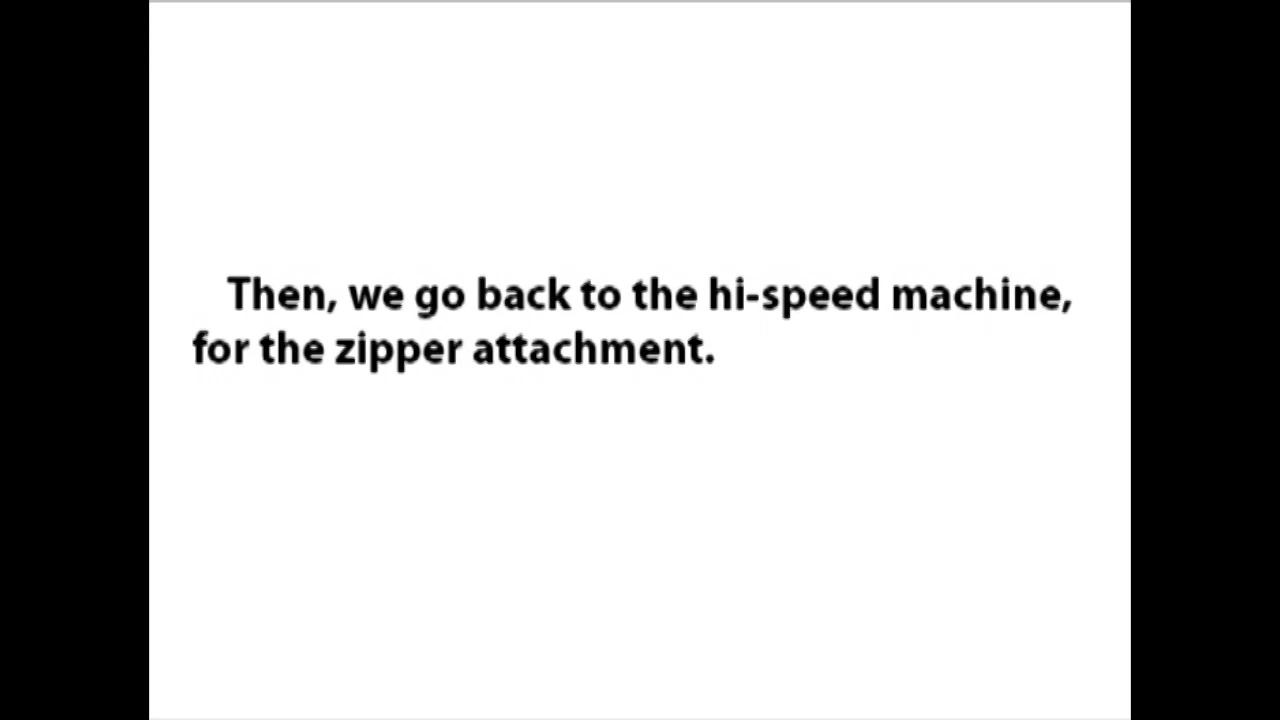 Then, we go back to the hi-speed machine,
for the zipper attachment.